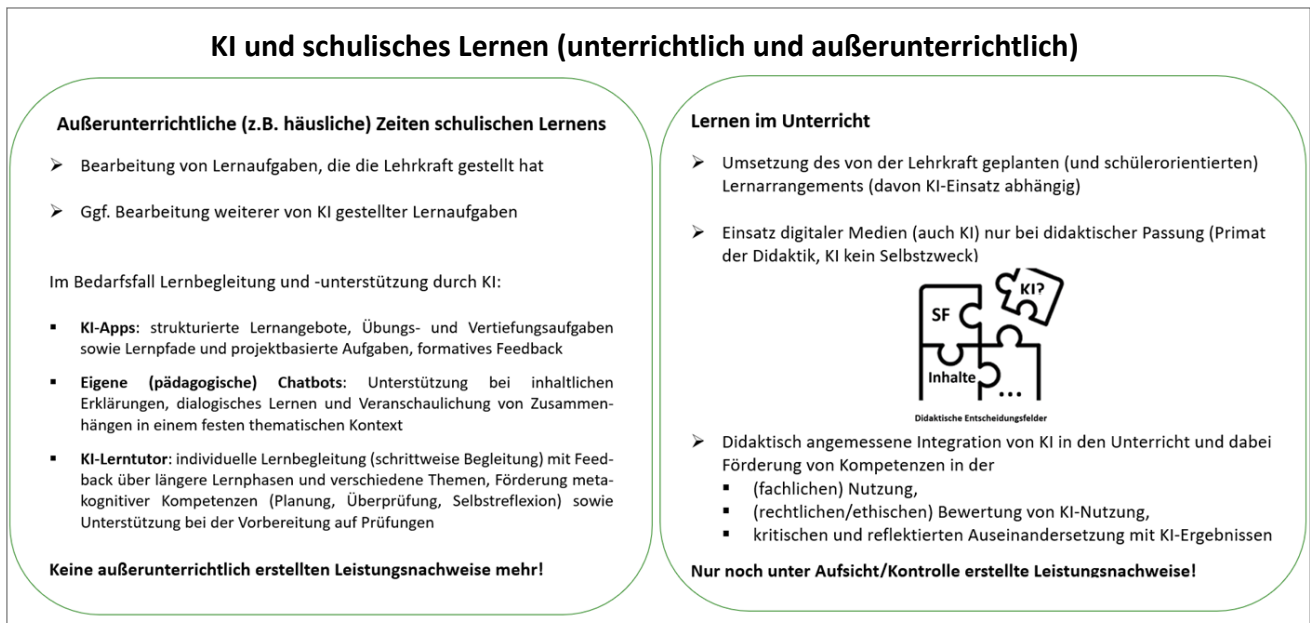 KI und schulisches Lernen (unterrichtlich und außerunterrichtlich)
Außerunterrichtliche (z.B. häusliche) Zeiten schulischen Lernens
➢ Bearbeitung von Lernaufgaben, die die Lehrkraft gestellt hat
➢ Ggf. Bearbeitung weiterer von KI gestellter Lernaufgaben
Im Bedarfsfall Lernbegleitung und -unterstützung durch KI:
▪ KI-Apps: strukturierte Lernangebote, Übungs- und Vertiefungsaufgaben
sowie Lernpfade und projektbasierte Aufgaben, formatives Feedback
▪ Eigene (pädagogische) Chatbots: Unterstützung bei inhaltlichen
Erklärungen, dialogisches Lernen und Veranschaulichung von Zusammen-
hängen in einem festen thematischen Kontext
▪ KI-Lerntutor: individuelle Lernbegleitung (schrittweise Begleitung) mit Feed-
back über längere Lernphasen und verschiedene Themen, Förderung meta-
kognitiver Kompetenzen (Planung, Überprüfung, Selbstreflexion) sowie
Unterstützung bei der Vorbereitung auf Prüfungen
Keine außerunterrichtlich erstellten Leistungsnachweise mehr!
Lernen im Unterricht
➢ Umsetzung des von der Lehrkraft geplanten (und schülerorientierten)
Lernarrangements (davon KI-Einsatz abhängig)
➢ Einsatz digitaler Medien (auch KI) nur bei didaktischer Passung (Primat
der Didaktik, KI kein Selbstzweck)
KI?
SF
Inhalte
...
Didaktische Entscheidungsfelder
➢ Didaktisch angemessene Integration von KI in den Unterricht und dabei
Förderung von Kompetenzen in der
▪ (fachlichen) Nutzung,
▪ (rechtlichen/ethischen) Bewertung von KI-Nutzung,
▪ kritischen und reflektierten Auseinandersetzung mit KI-Ergebnissen
Nur noch unter Aufsicht/Kontrolle erstellte Leistungsnachweise!